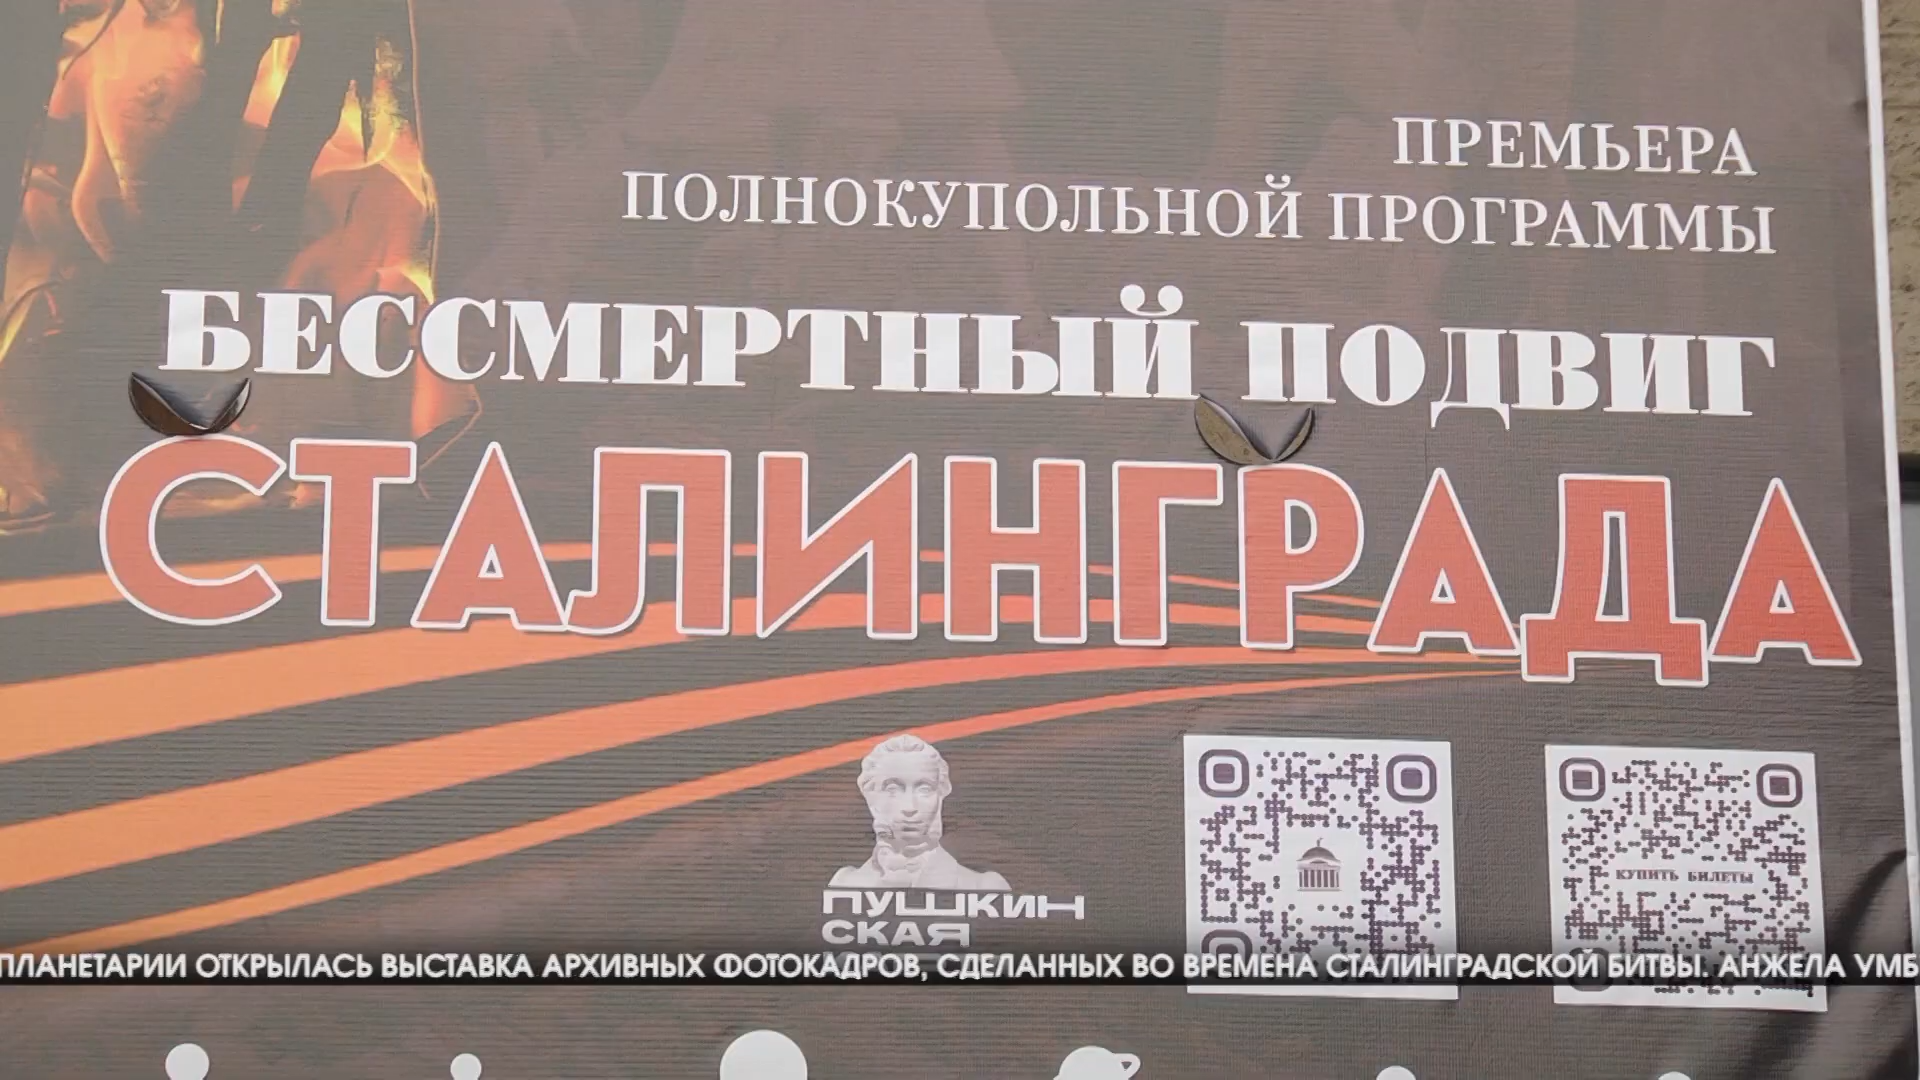 ПРЕМЬЕРА
ПОЛНОКУПОЛЬНОЙ ПРОГРАММЫ
БЕССМЕРТНЫЙ ПОДВИГ
СТАЛИНГРАДА
ПУШКИН
СКАЯ
КУПИТЬ БИЛЕТЫ
ПЛАНЕТАРИИ ОТКРЫЛАСЬ ВЫСТАВКА АРХИВНЫХ ФОТОКАДРОВ, СДЕЛАННЫХ ВО ВРЕМЕНА СТАЛИНГРАДСКОЙ БИТВЫ. АНЖЕЛА УМБ